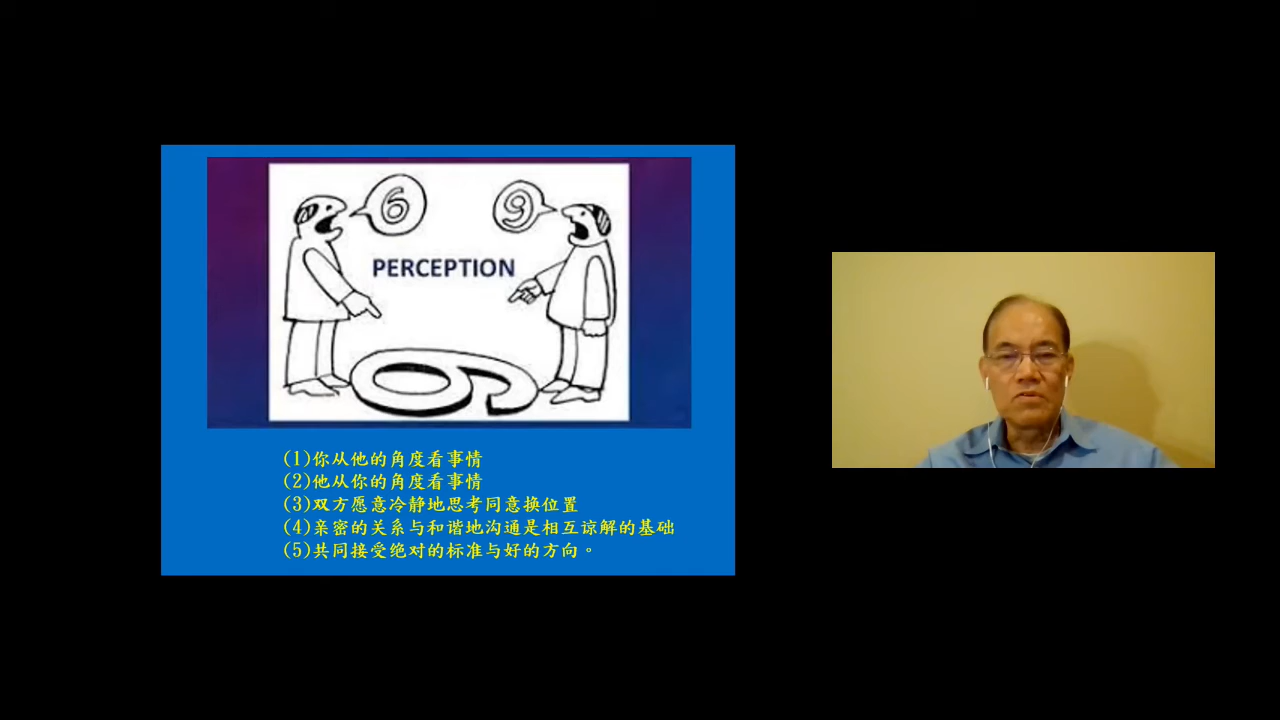 6
9
PERCEPTION
(1)你从他的角度看事情
(2)他从你的角度看事情
(3)双方愿意冷静地思考同意换位置
(4)亲密的关系与和谐地沟通是相互谅解的基础
(5)共同接受绝对的标准与好的方向。